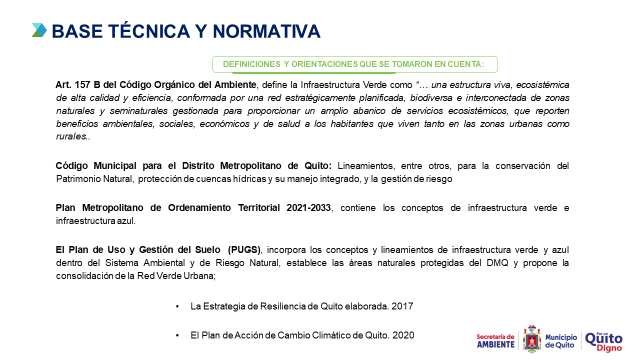 BASE TÉCNICA Y NORMATIVA
DEFINICIONES Y ORIENTACIONES QUE SE TOMARON EN CUENTA:
Art. 157 B del Código Orgánico del Ambiente, define la Infraestructura Verde como "… una estructura viva, ecosistémica
de alta calidad y eficiencia, conformada por una red estratégicamente planificada, biodiversa e interconectada de zonas
naturales y seminaturales gestionada para proporcionar un amplio abanico de servicios ecosistémicos, que reporten
beneficios ambientales, sociales, económicos y de salud a los habitantes que viven tanto en las zonas urbanas como
rurales..
Código Municipal para el Distrito Metropolitano de Quito: Lineamientos, entre otros, para la conservación del
Patrimonio Natural, protección de cuencas hídricas y su manejo integrado, y la gestión de riesgo
Plan Metropolitano de Ordenamiento Territorial 2021-2033, contiene los conceptos de infraestructura verde e
infraestructura azul.
El Plan de Uso y Gestión del Suelo (PUGS), incorpora los conceptos y lineamientos de infraestructura verde y azul
dentro del Sistema Ambiental y de Riesgo Natural, establece las áreas naturales protegidas del DMQ y propone la
consolidación de la Red Verde Urbana;
• La Estrategia de Resiliencia de Quito elaborada. 2017
• El Plan de Acción de Cambio Climático de Quito. 2020
Secretaría de
AMBIENTE
Municipio
de Quito
Por un
Quito
Digno